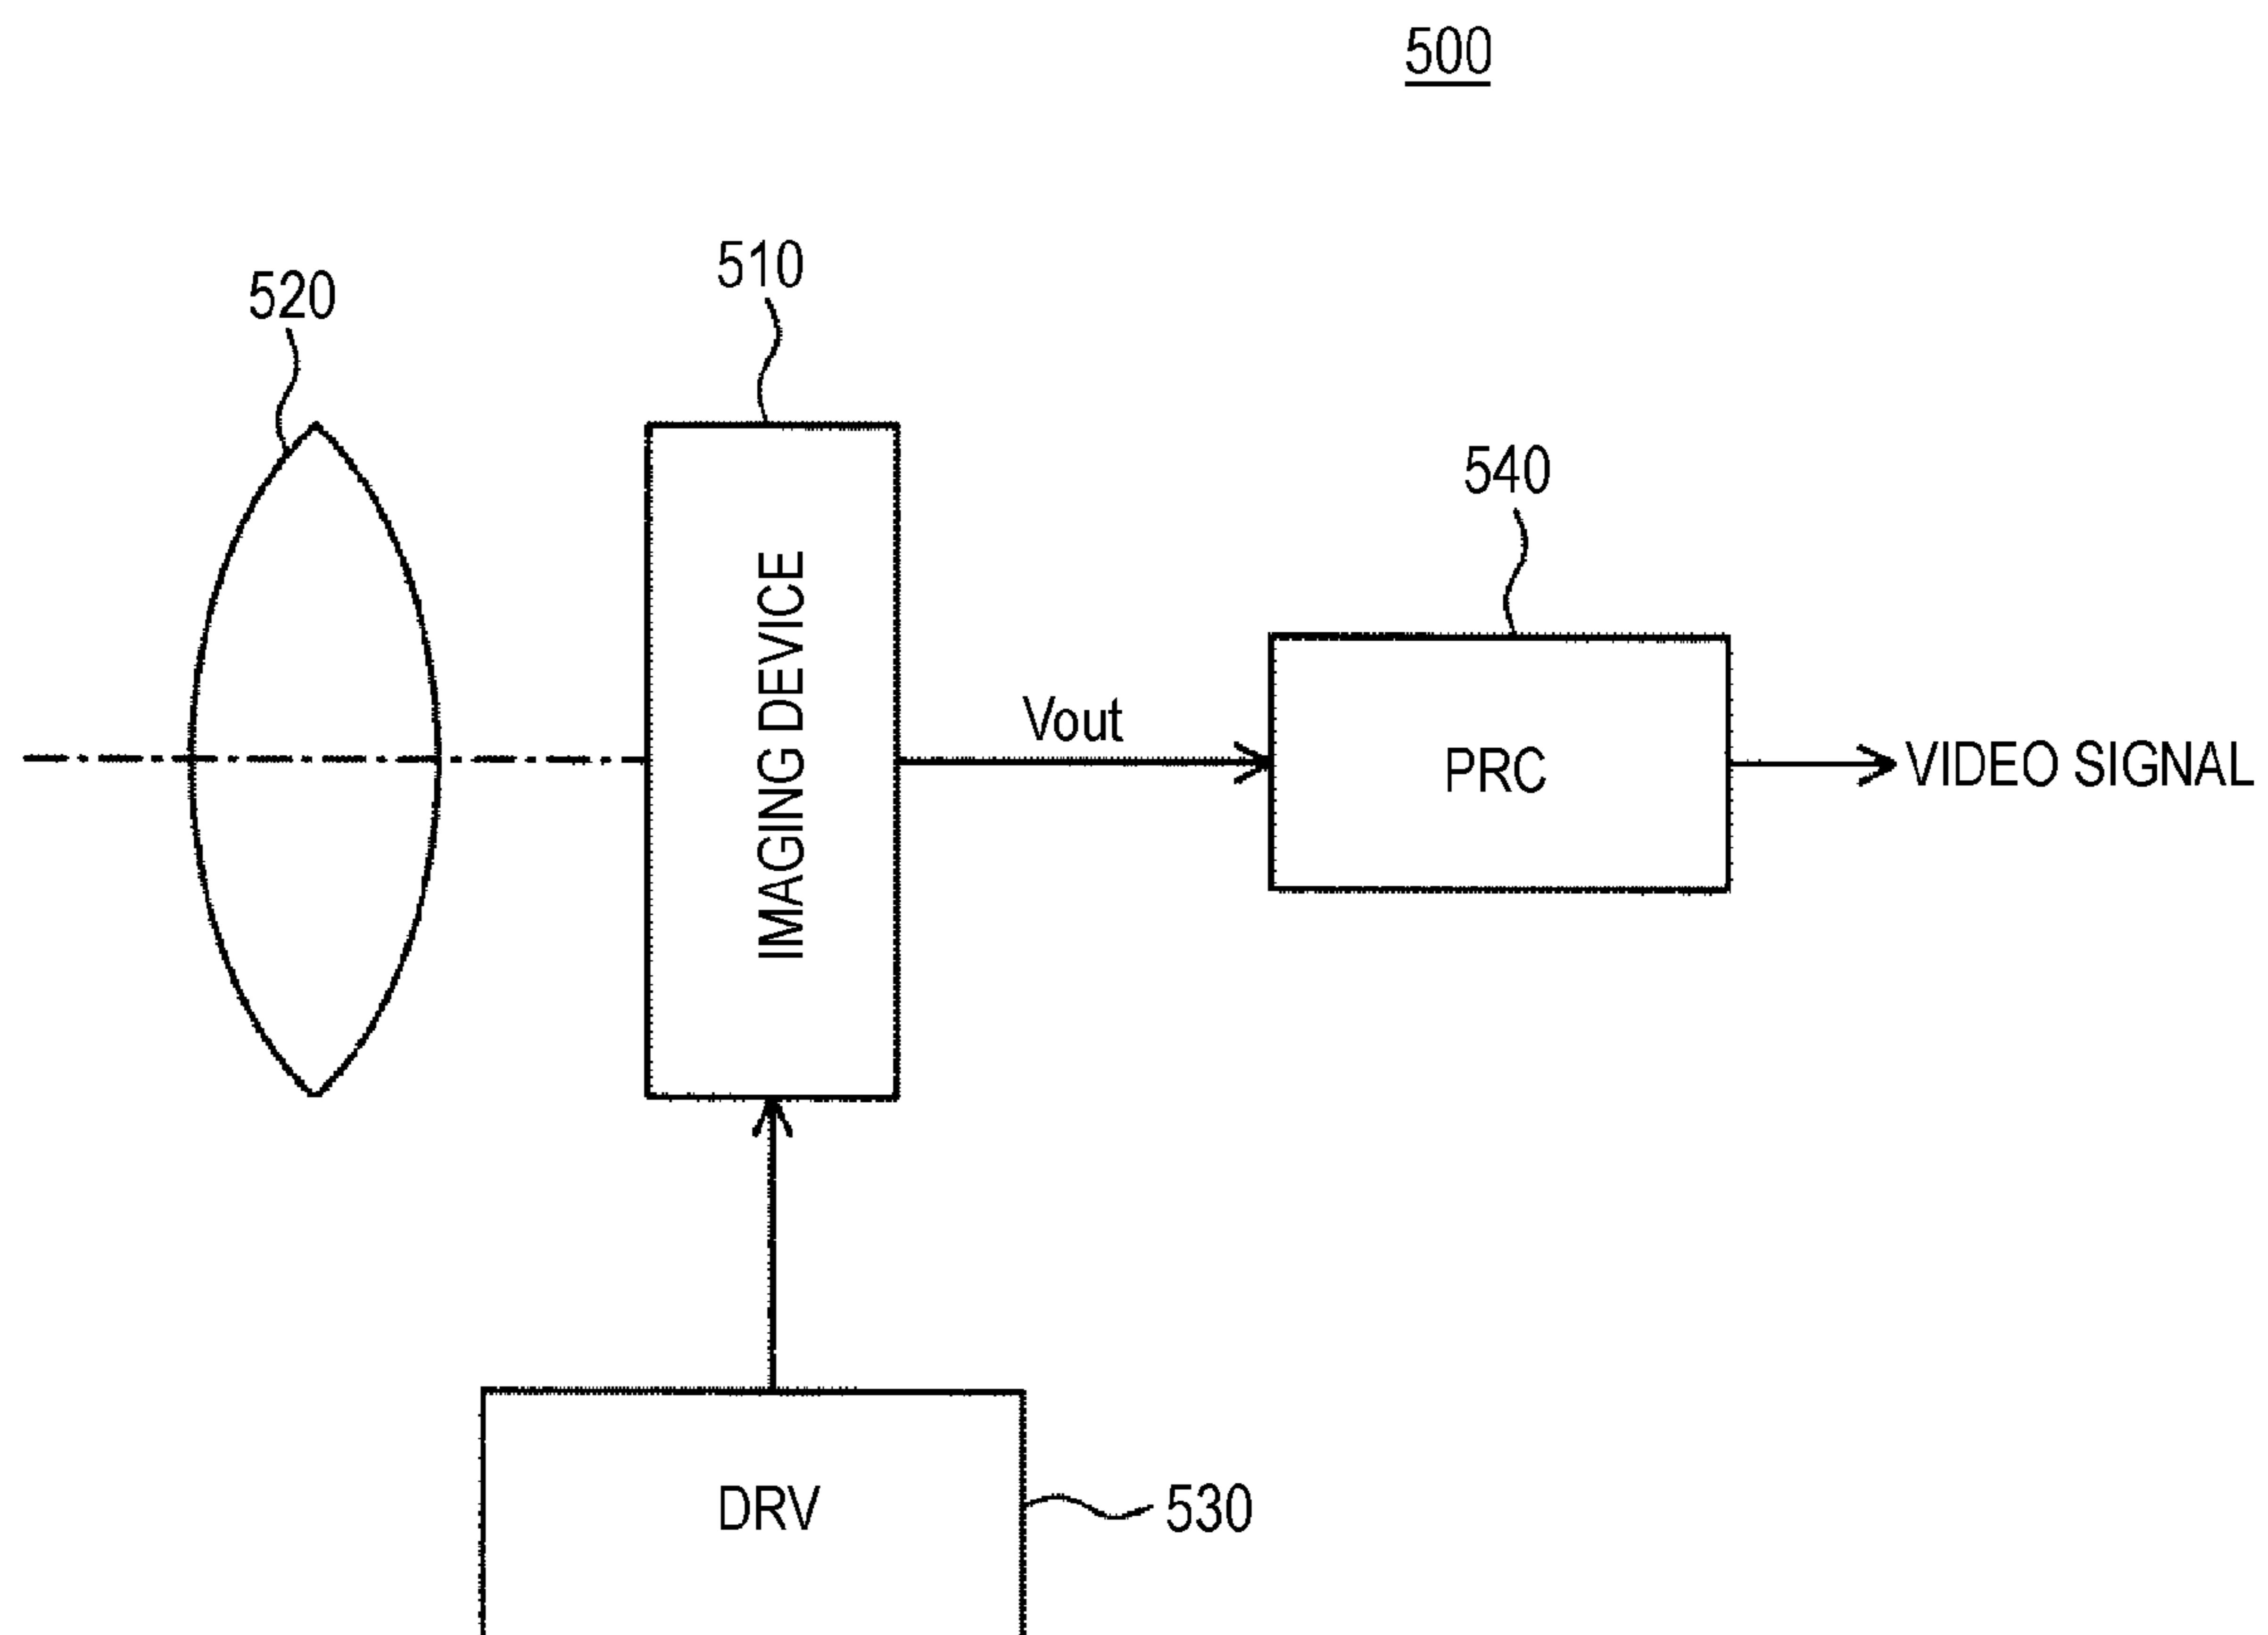 500
520
510
540
IMAGING DEVICE
Vout
PRC
VIDEO SIGNAL
DRV
530